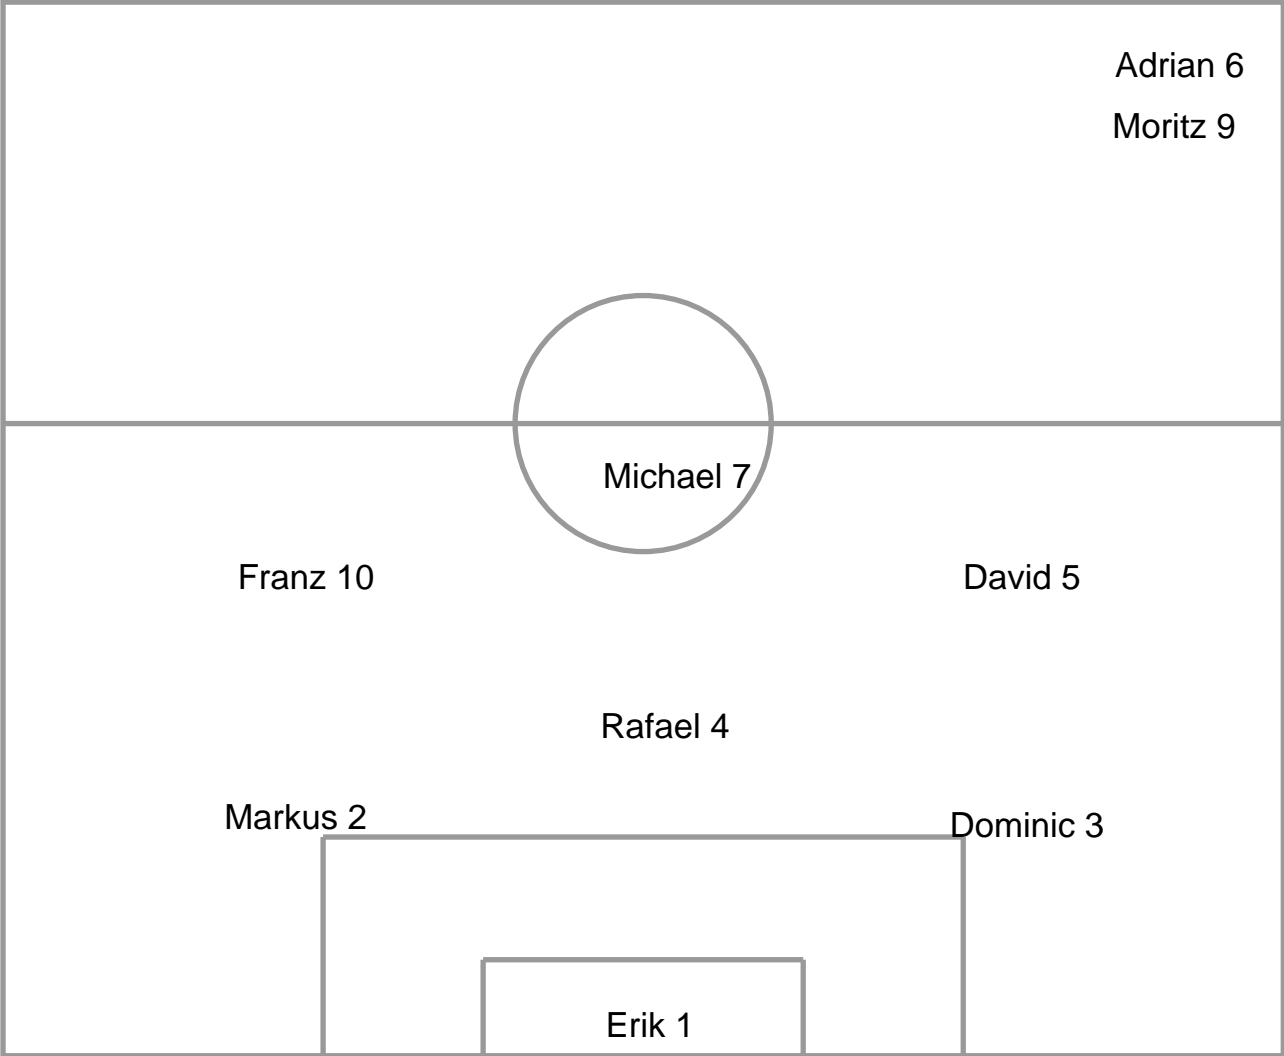 Adrian 6
Moritz 9
Michael 7
Franz 10
David 5
Rafael 4
Markus 2
Dominic 3
Erik 1